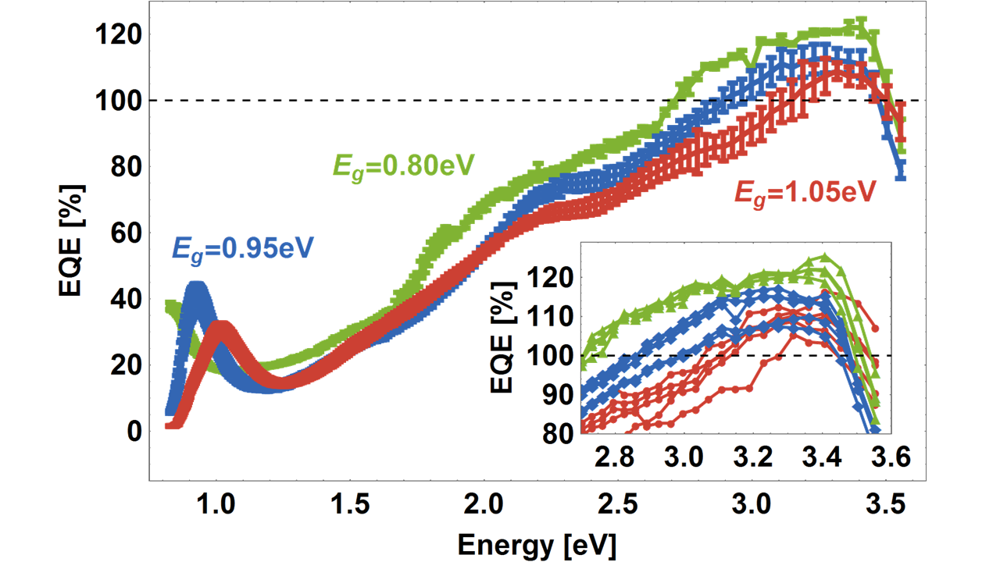 120
100
80
60
40
20
0
EQE [%]
Eg=0.80eV
Eg=0.95eV
Eg=1.05eV
120
110
100
90
80
EQE [%]
2.8 3.0 3.2 3.4 3.6
1.0 1.5 2.0 2.5 3.0 3.5
Energy [eV]